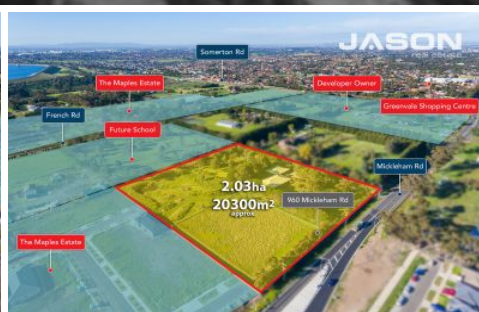 JASON
Somerton Rd
The Maples Estate
Developer Owner
Greenvale Shopping Centre
French Rd
Future School
Mickleham Rd
2.03ha
20300m²
approx
960 Mickleham Rd
The Maples Estate